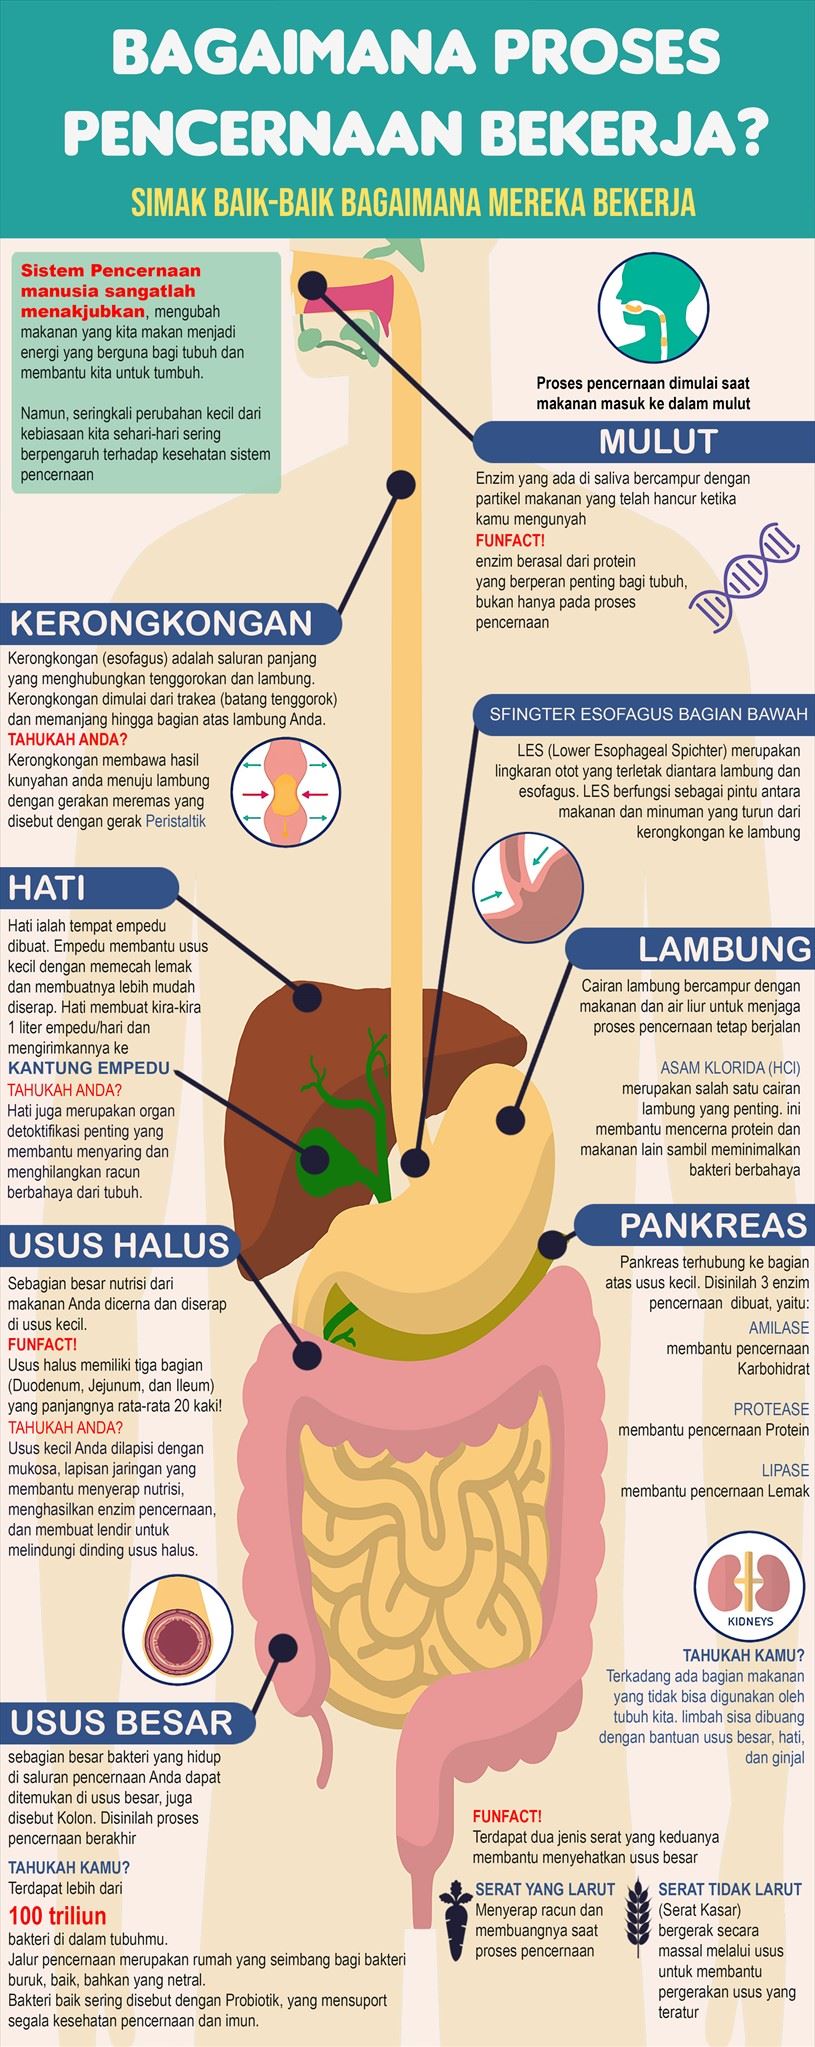 BAGAIMANA PROSES
PENCERNAAN BEKERJA?
SIMAK BAIK-BAIK BAGAIMANA MEREKA BEKERJA
Sistem Pencernaan
manusia sangatlah
menakjubkan, mengubah
makanan yang kita makan menjadi
energi yang berguna bagi tubuh dan
membantu kita untuk tumbuh.
Namun, seringkali perubahan kecil dari
kebiasaan kita sehari-hari sering
berpengaruh terhadap kesehatan sistem
pencernaan
Proses pencernaan dimulai saat
makanan masuk ke dalam mulut
MULUT
Enzim yang ada di saliva bercampur dengan
partikel makanan yang telah hancur ketika
kamu mengunyah
FUNFACT!
enzim berasal dari protein
yang berperan penting bagi tubuh,
bukan hanya pada proses
pencernaan
KERONGKONGAN
Kerongkongan (esofagus) adalah saluran panjang
yang menghubungkan tenggorokan dan lambung.
Kerongkongan dimulai dari trakea (batang tenggorok)
dan memanjang hingga bagian atas lambung Anda.
TAHUKAH ANDA?
Kerongkongan membawa hasil
kunyahan anda menuju lambung
dengan gerakan meremas yang
disebut dengan gerak Peristaltik
SFINGTER ESOFAGUS BAGIAN BAWAH
LES (Lower Esophageal Spichter) merupakan
lingkaran otot yang terletak diantara lambung dan
esofagus. LES berfungsi sebagai pintu antara
makanan dan minuman yang turun dari
kerongkongan ke lambung
HATI
Hati ialah tempat empedu
dibuat. Empedu membantu usus
kecil dengan memecah lemak
dan membuatnya lebih mudah
diserap. Hati membuat kira-kira
1 liter empedu/hari dan
mengirimkannya ke
KANTUNG EMPEDU
TAHUKAH ANDA?
Hati juga merupakan organ
detoktifikasi penting yang
membantu menyaring dan
menghilangkan racun
berbahaya dari tubuh.
LAMBUNG
Cairan lambung bercampur dengan
makanan dan air liur untuk menjaga
proses pencernaan tetap berjalan
ASAM KLORIDA (HCl)
merupakan salah satu cairan
lambung yang penting. ini
membantu mencerna protein dan
makanan lain sambil meminimalkan
bakteri berbahaya
PANKREAS
Pankreas terhubung ke bagian
atas usus kecil. Disinilah 3 enzim
pencernaan dibuat, yaitu:
AMILASE
membantu pencernaan
Karbohidrat
PROTEASE
membantu pencernaan Protein
LIPASE
membantu pencernaan Lemak
USUS HALUS
Sebagian besar nutrisi dari
makanan Anda dicerna dan diserap
di usus kecil.
FUNFACT!
Usus halus memiliki tiga bagian
(Duodenum, Jejunum, dan Ileum)
yang panjangnya rata-rata 20 kaki!
TAHUKAH ANDA?
Usus kecil Anda dilapisi dengan
mukosa, lapisan jaringan yang
membantu menyerap nutrisi,
menghasilkan enzim pencernaan,
dan membuat lendir untuk
melindungi dinding usus halus.
KIDNEYS
TAHUKAH KAMU?
Terkadang ada bagian makanan
yang tidak bisa digunakan oleh
tubuh kita. limbah sisa dibuang
dengan bantuan usus besar, hati,
dan ginjal
USUS BESAR
sebagian besar bakteri yang hidup
di saluran pencernaan Anda dapat
ditemukan di usus besar, juga
disebut Kolon. Disinilah proses
pencernaan berakhir
TAHUKAH KAMU?
Terdapat lebih dari
100 triliun
bakteri di dalam tubuhmu.
Jalur pencernaan merupakan rumah yang seimbang bagi bakteri
buruk, baik, bahkan yang netral.
Bakteri baik sering disebut dengan Probiotik, yang mensuport
segala kesehatan pencernaan dan imun.
FUNFACT!
Terdapat dua jenis serat yang keduanya
membantu menyehatkan usus besar
SERAT YANG LARUT
Menyerap racun dan
membuangnya saat
proses pencernaan
SERAT TIDAK LARUT
(Serat Kasar)
bergerak secara
massal melalui usus
untuk membantu
pergerakan usus yang
teratur